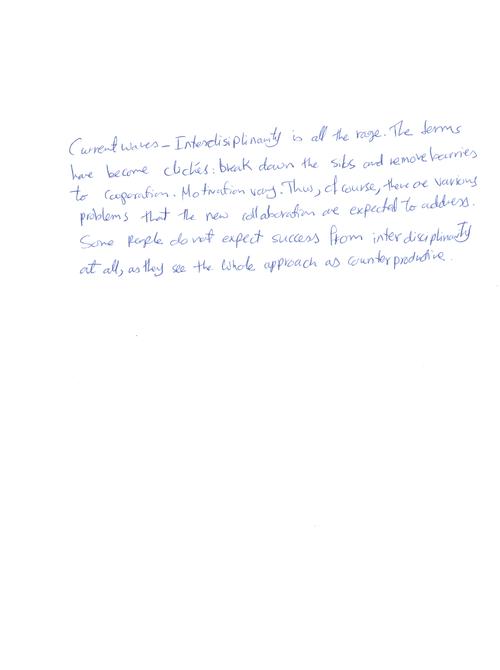 Current waves – Interdisiplinarity is all the rage. The terms
have become clichés: break down the silos and remove barriers
to cooperation. Motivation vary. Thus, of course, there are various
problems that the new collaboration are expected to address.
Some people do not expect success from interdisciplinarity
at all, as they see the whole approach as counterproductive.